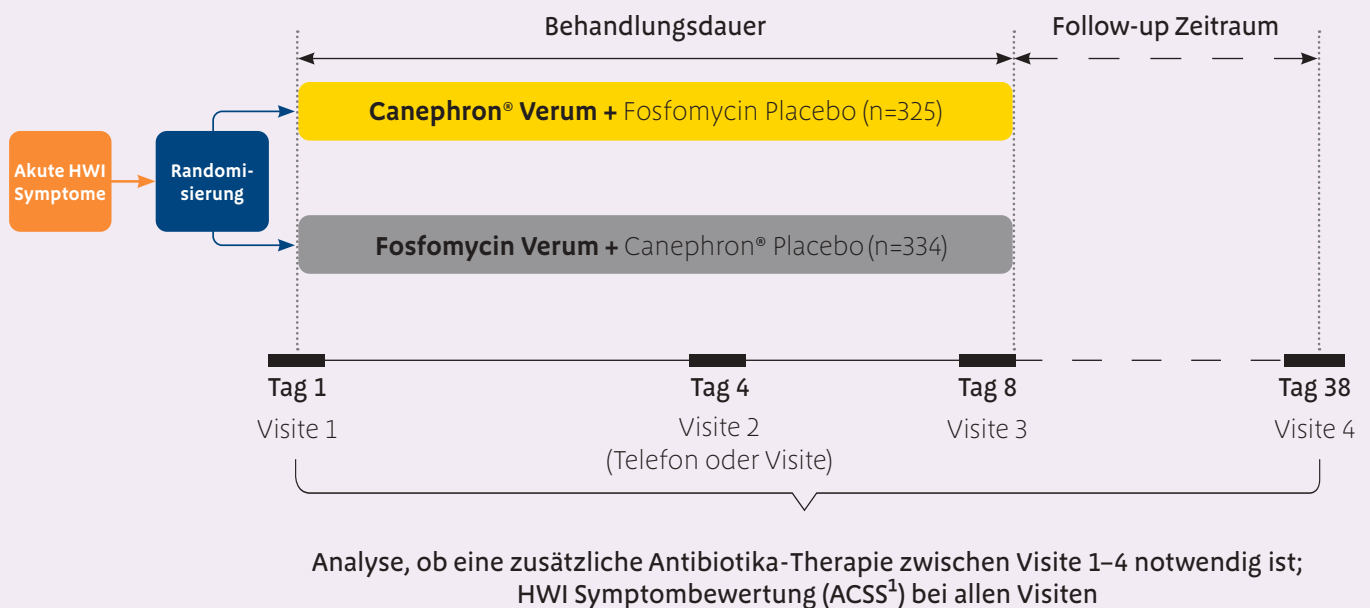 Behandlungsdauer
Follow-up Zeitraum
Canephron® Verum + Fosfomycin Placebo (n=325)
Akute HWI
Symptome
Randomi-
sierung
Fosfomycin Verum + Canephron® Placebo (n=334)
Tag 1
Visite 1
Tag 4
Visite 2
(Telefon oder Visite)
Tag 8
Visite 3
Tag 38
Visite 4
Analyse, ob eine zusätzliche Antibiotika-Therapie zwischen Visite 1–4 notwendig ist;
HWI Symptombewertung (ACSS¹) bei allen Visiten